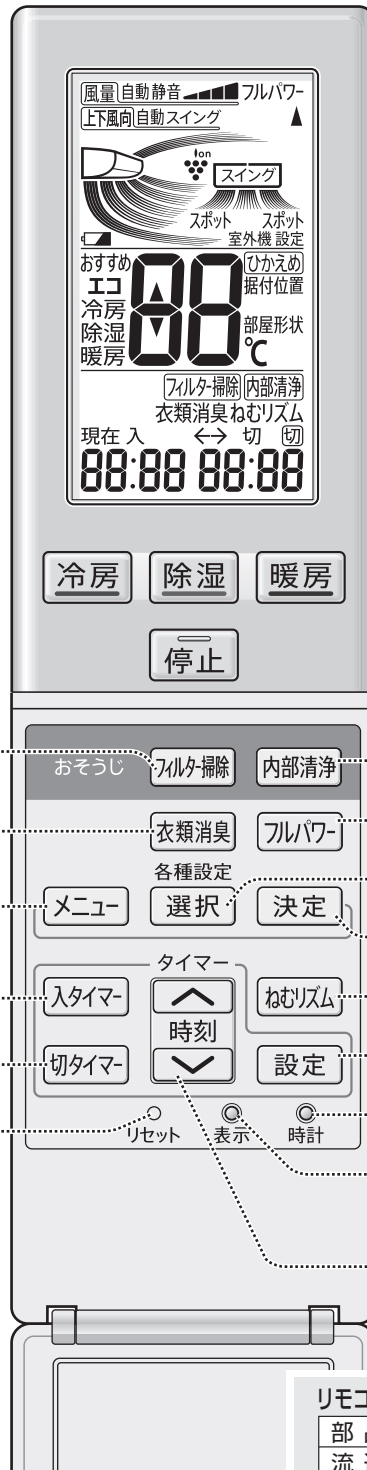 風量 自動 静音 フルパワー
上下風向 自動 スイング
Ion
スイング
スポット スポット
室外機 設定
おすすめ ひかえめ
エコ 据付位置
冷房
除湿 88 部屋形状
暖房 ℃
フィルター掃除 内部清浄
衣類消臭 ねむリズム
現在 入 ←→ 切 切
88:88 88:88
冷房 除湿 暖房
停止
おそうじ フィルター掃除 内部清浄
衣類消臭 フルパワー
各種設定
メニュー 選択 決定
タイマー
入タイマー ねむリズム
時刻
切タイマー 設定
リセット 表示 時計
リモコ
部
流